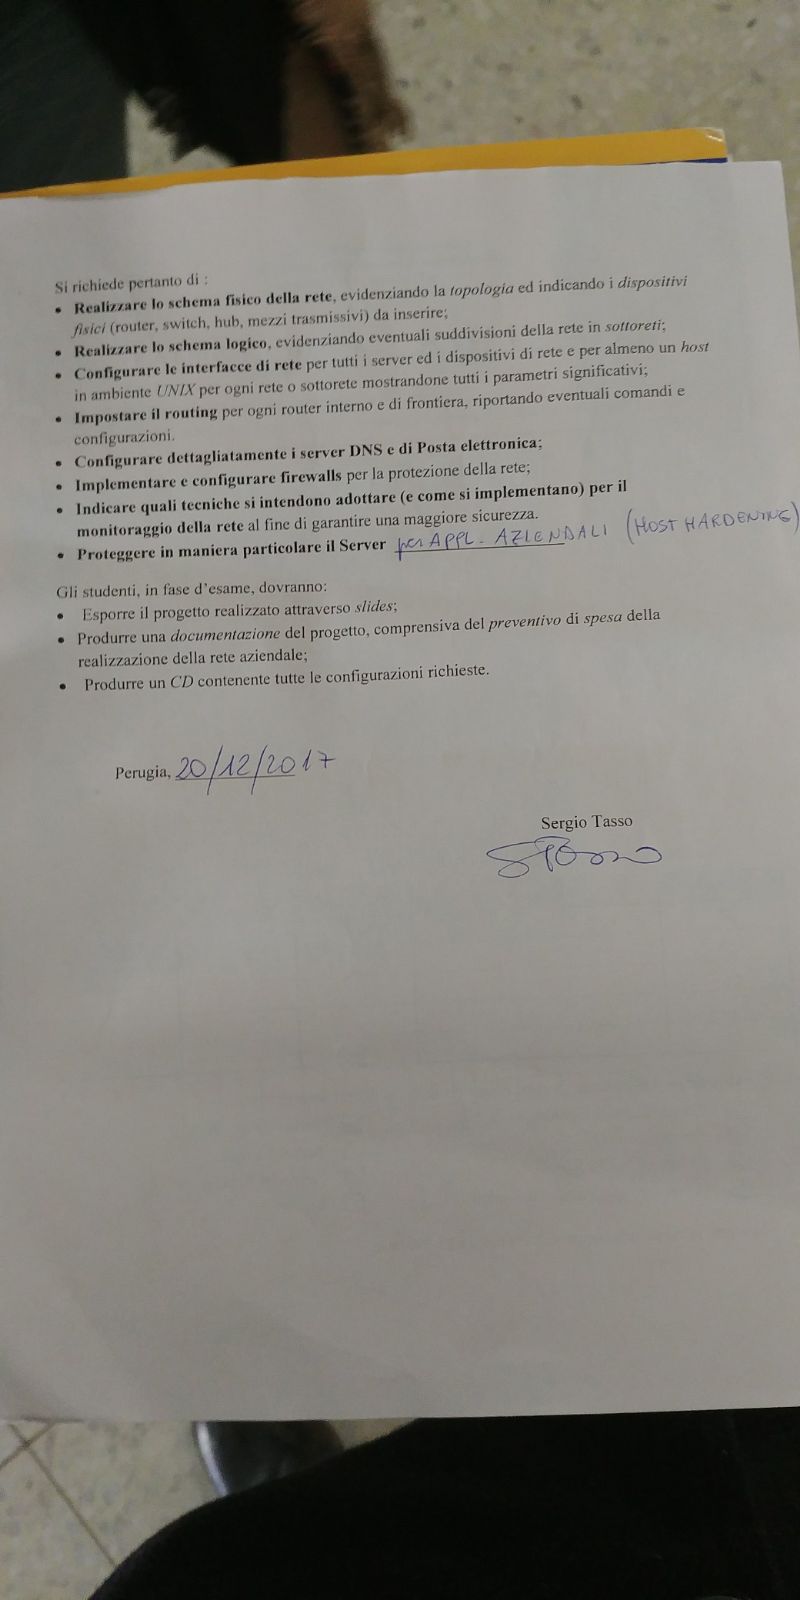 Si richiede pertanto di :
• Realizzare lo schema fisico della rete, evidenziando la topologia ed indicando i dispositivi
fisici (router, switch, hub, mezzi trasmissivi) da inserire;
• Realizzare lo schema logico, evidenziando eventuali suddivisioni della rete in sottoreti;
• Configurare le interfacce di rete per tutti i server ed i dispositivi di rete e per almeno un host
in ambiente UNIX per ogni rete o sottorete mostrandone tutti i parametri significativi;
• Impostare il routing per ogni router interno e di frontiera, riportando eventuali comandi e
configurazioni.
• Configurare dettagliatamente i server DNS e di Posta elettronica;
• Implementare e configurare firewalls per la protezione della rete;
• Indicare quali tecniche si intendono adottare (e come si implementano) per il
monitoraggio della rete al fine di garantire una maggiore sicurezza.
• Proteggere in maniera particolare il Server per APPL. AZIENDALI (HOST HARDENING)
Gli studenti, in fase d'esame, dovranno:
• Esporre il progetto realizzato attraverso slides;
• Produrre una documentazione del progetto, comprensiva del preventivo di spesa della
realizzazione della rete aziendale;
• Produrre un CD contenente tutte le configurazioni richieste.
Perugia, 20/12/2017
Sergio Tasso